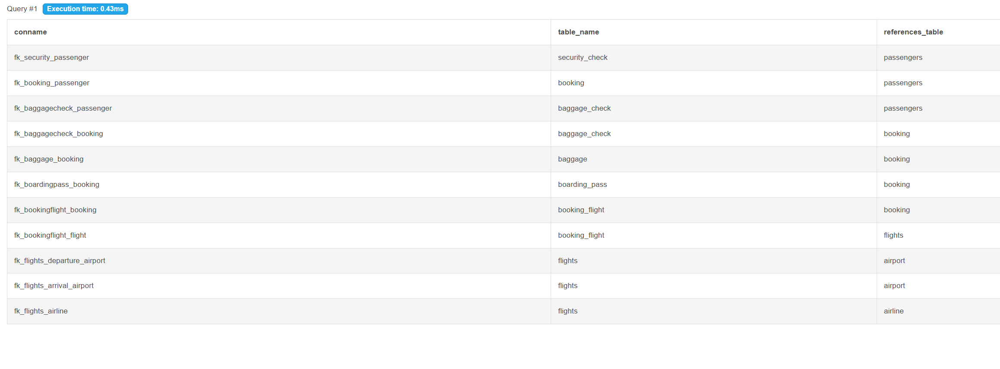 Query #1 Execution time: 0.43ms
conname table_name references_table
fk_security_passenger security_check passengers
fk_booking_passenger booking passengers
fk_baggagecheck_passenger baggage_check passengers
fk_baggagecheck_booking baggage_check booking
fk_baggage_booking baggage booking
fk_boardingpass_booking boarding_pass booking
fk_bookingflight_booking booking_flight booking
fk_bookingflight_flight booking_flight flights
fk_flights_departure_airport flights airport
fk_flights_arrival_airport flights airport
fk_flights_airline flights airline